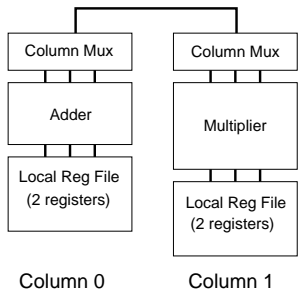 Column Mux
Column Mux
Adder
Multiplier
Local Reg File
(2 registers)
Local Reg File
(2 registers)
Column 0
Column 1